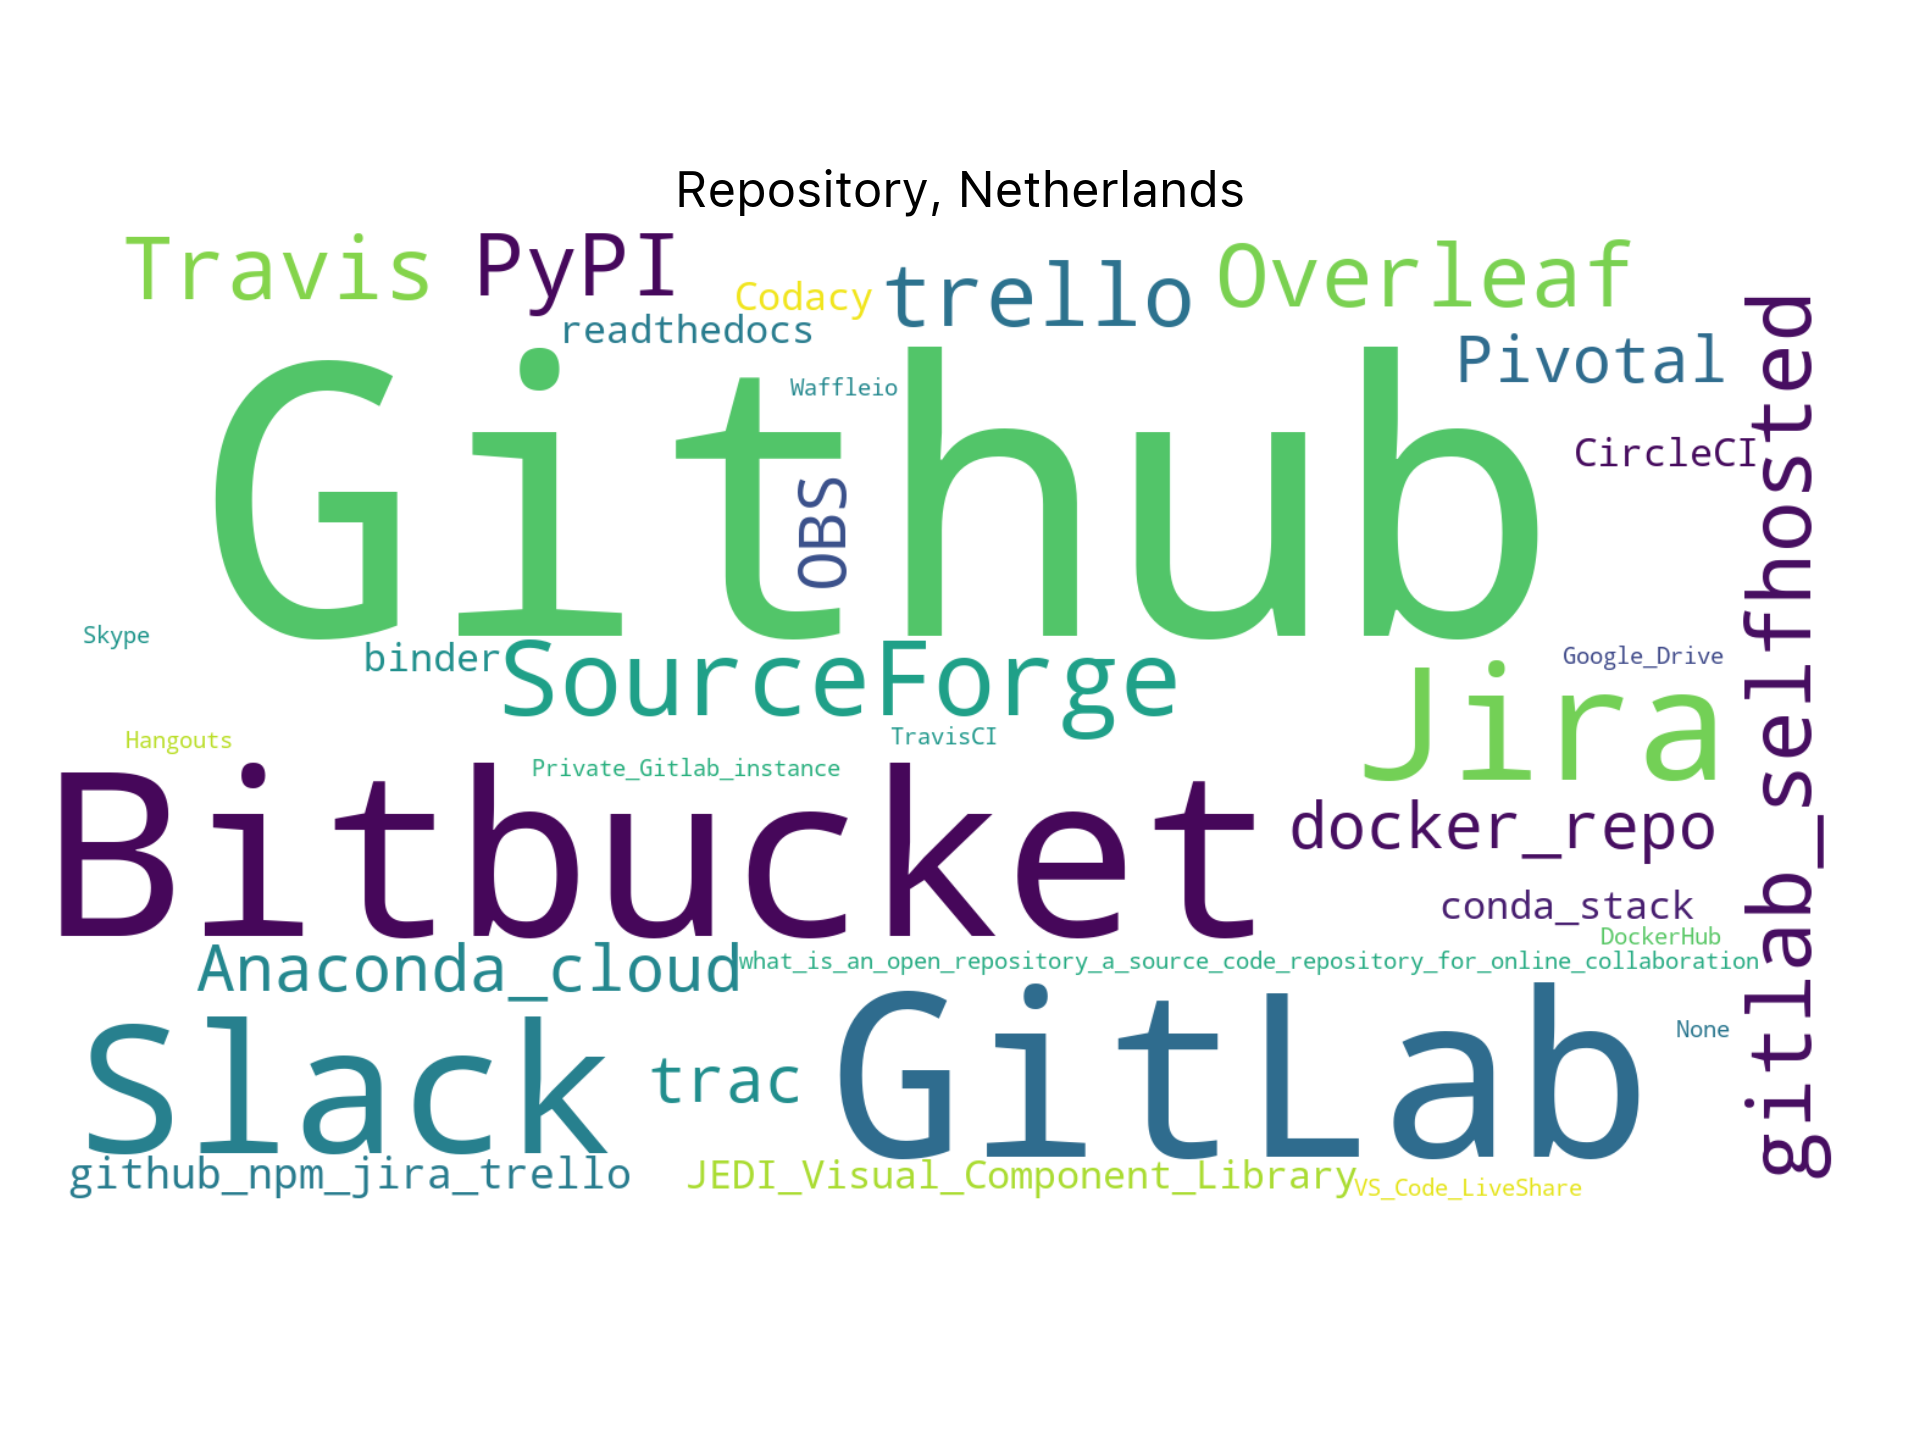 Repository, Netherlands
Travis
PyPI
Codacy
trello
Overleaf
readthedocs
Pivotal
Waffleio
Github
OBS
CircleCI
gitlab_selfhosted
Skype
binder
SourceForge
Google_Drive
Jira
Hangouts
TravisCI
Private_Gitlab_instance
Bitbucket
docker_repo
conda_stack
DockerHub
Anaconda_cloud
what_is_an_open_repository_a_source_code_repository_for_online_collaboration
Slack
trac
GitLab
None
github_npm_jira_trello
JEDI_Visual_Component_Library
VS_Code_LiveShare